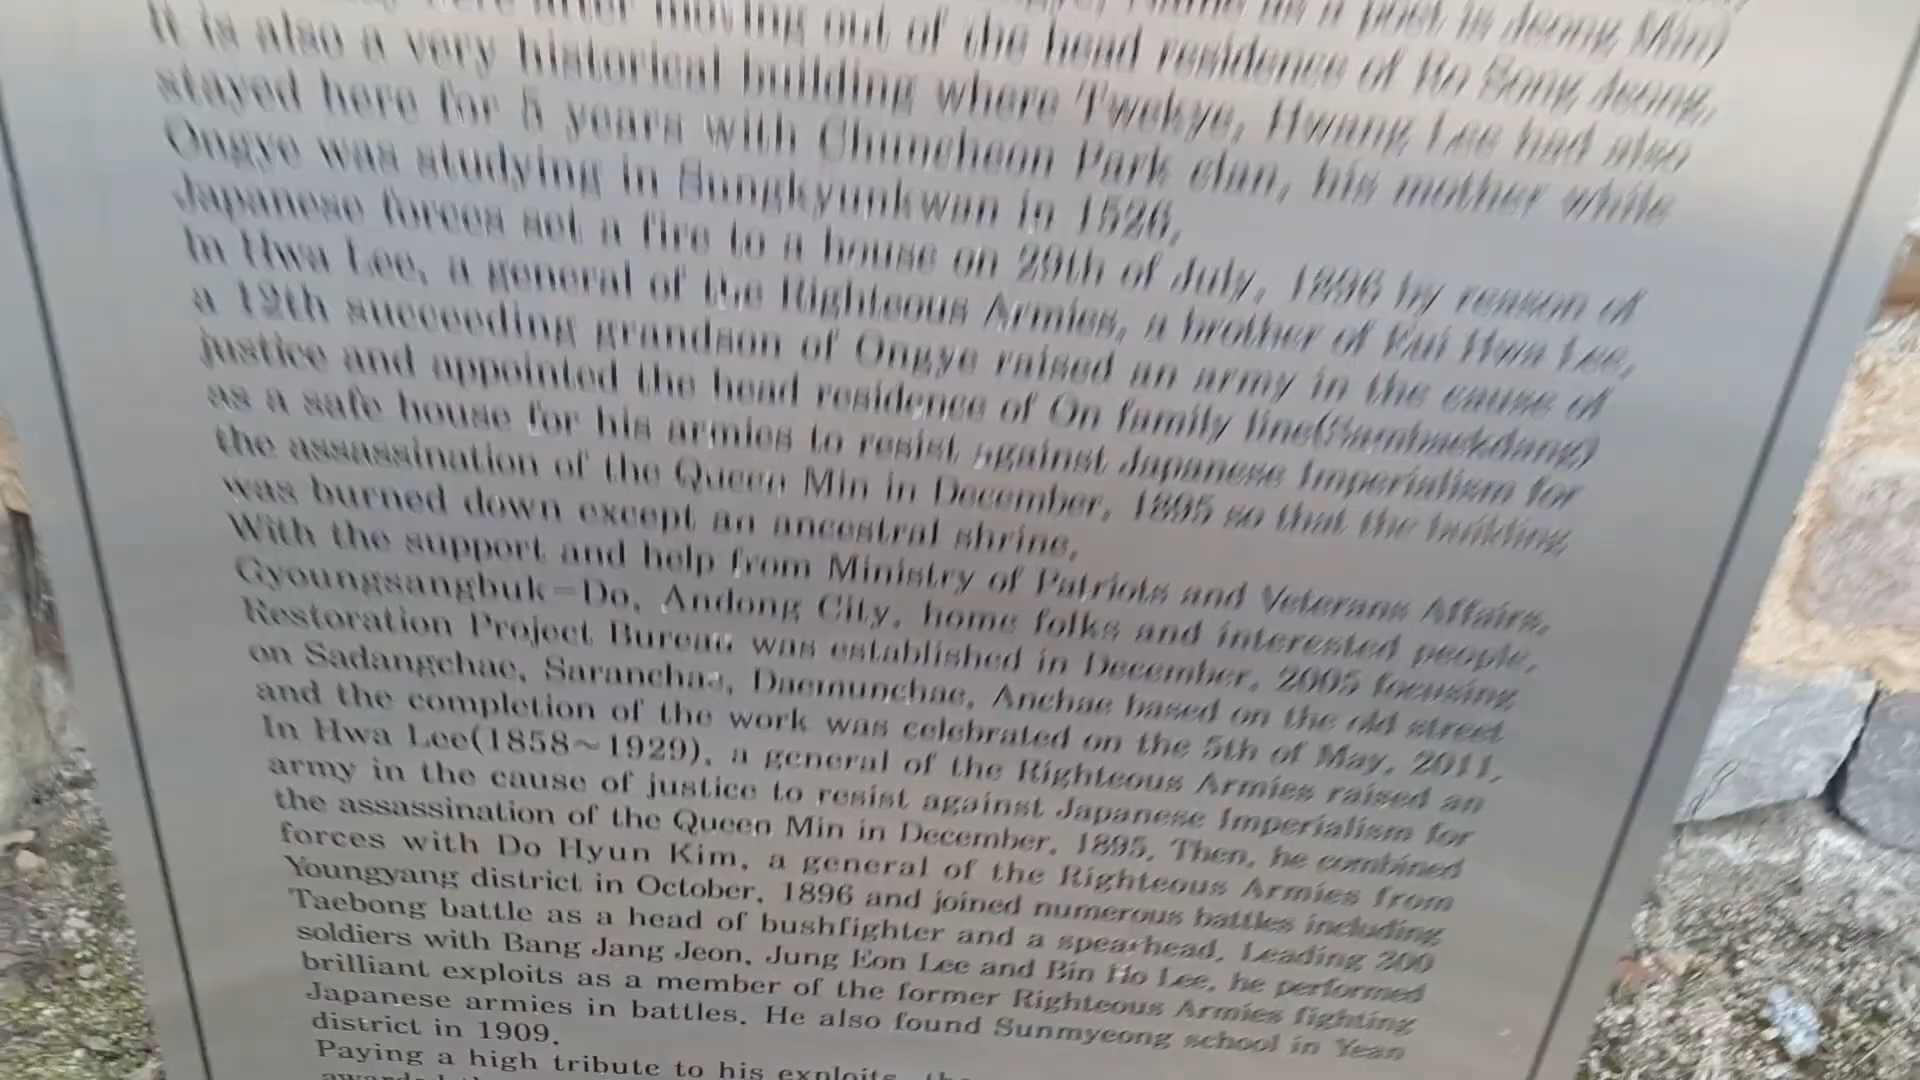 after moving out of the head residence of Ro Song Jeong,
It is also a very historical building where Twekye, Hwang Lee had also
stayed here for 5 years with Chuncheon Park clan, his mother while
Ongye was studying in Sungkyunkwan in 1526,
Japanese forces set a fire to a house on 29th of July, 1896 by reason of
In Hwa Lee, a general of the Righteous Armies, a brother of Hwa Lee,
a 12th succeeding grandson of Ongye raised an army in the cause of
justice and appointed the head residence of On family line(Sambaekdang)
as a safe house for his armies to resist against Japanese Imperialism for
the assassination of the Queen Min in December, 1895 so that the building
was burned down except an ancestral shrine,
With the support and help from Ministry of Patriots and Veterans Affairs,
Gyoungsangbuk-Do, Andong City, home folks and interested people,
Restoration Project Bureau was established in December, 2005 focusing
on Sadangchae, Saranchae, Daemunchae, Anchae based on the old street
and the completion of the work was celebrated on the 5th of May, 2011,
In Hwa Lee(1858~1929), a general of the Righteous Armies raised an
army in the cause of justice to resist against Japanese Imperialism for
the assassination of the Queen Min in December, 1895. Then, he combined
forces with Do Hyun Kim, a general of the Righteous Armies from
Youngyang district in October, 1896 and joined numerous battles including
Taebong battle as a head of bushfighter and a spearhead. Leading 300
soldiers with Bang Jang Jeon, Jung Eon Lee and Bin Ho Lee, he performed
brilliant exploits as a member of the former Righteous Armies fighting
Japanese armies in battles. He also found Sunmyeong school in Yean
district in 1909.
Paying a high tribute to his exploits,